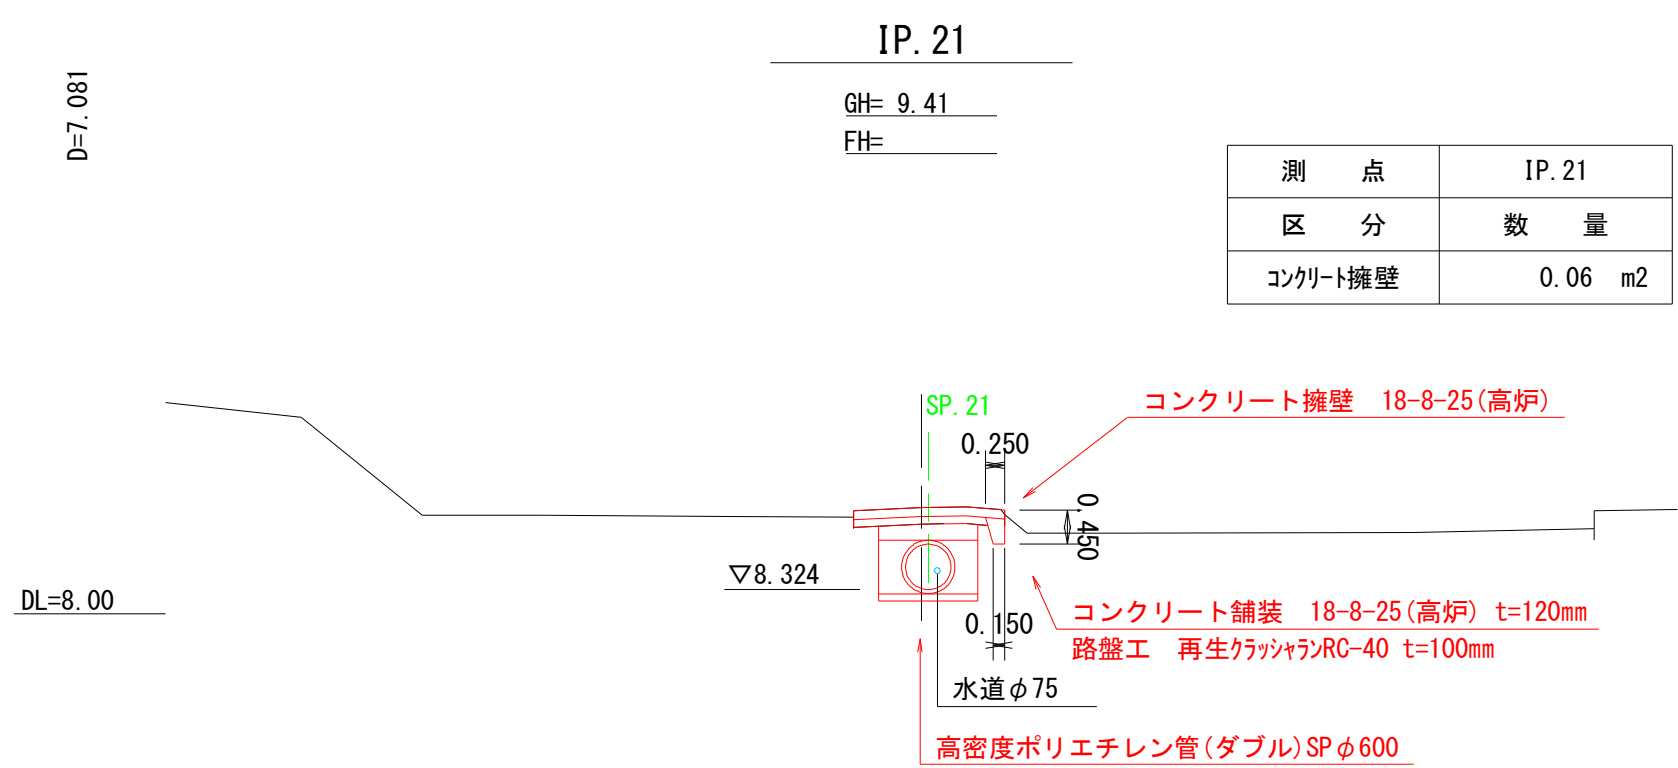 IP. 21
D=7. 081
GH= 9. 41
FH=
測 点 IP. 21
区 分 数 量
コンクリート擁壁 0. 06 m2
コンクリート擁壁 18-8-25(高炉)
SP. 21
0. 250
0. 450
▽8. 324
DL=8. 00
コンクリート舗装 18-8-25(高炉) t=120mm
0. 150
路盤工 再生クラッシャランRC-40 t=100mm
水道φ75
高密度ポリエチレン管(ダブル)SPφ600